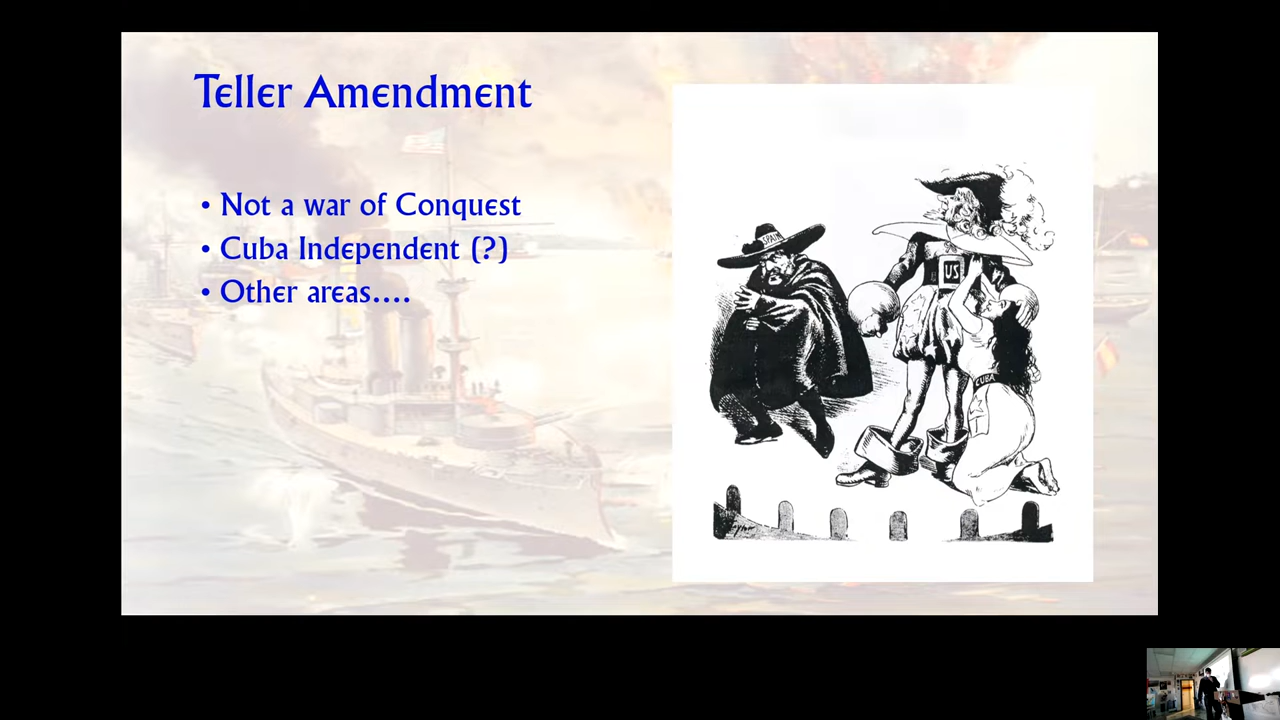 Teller Amendment
• Not a war of Conquest
• Cuba Independent (?)
• Other areas....
SPAIN
US
CUBA